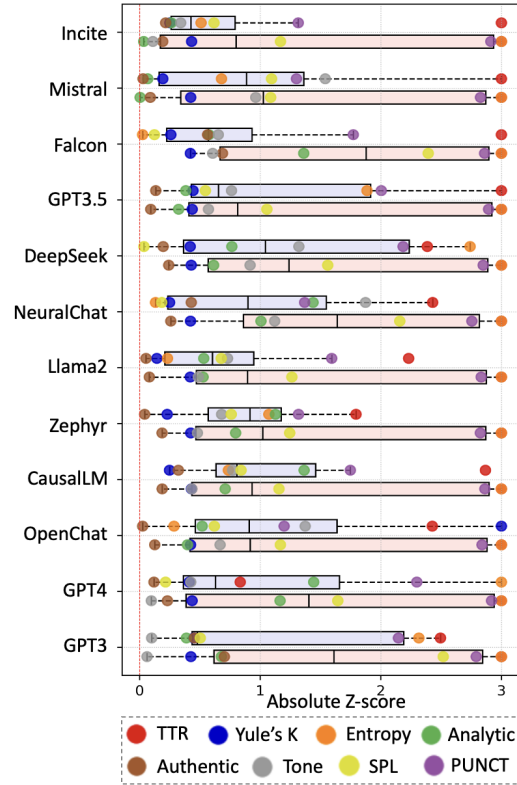 Incite
Mistral
Falcon
GPT3.5
DeepSeek
NeuralChat
Llama2
Zephyr
CausalLM
OpenChat
GPT4
GPT3
0 1 2 3
Absolute Z-score
TTR Yule's K Entropy Analytic
Authentic Tone SPL PUNCT